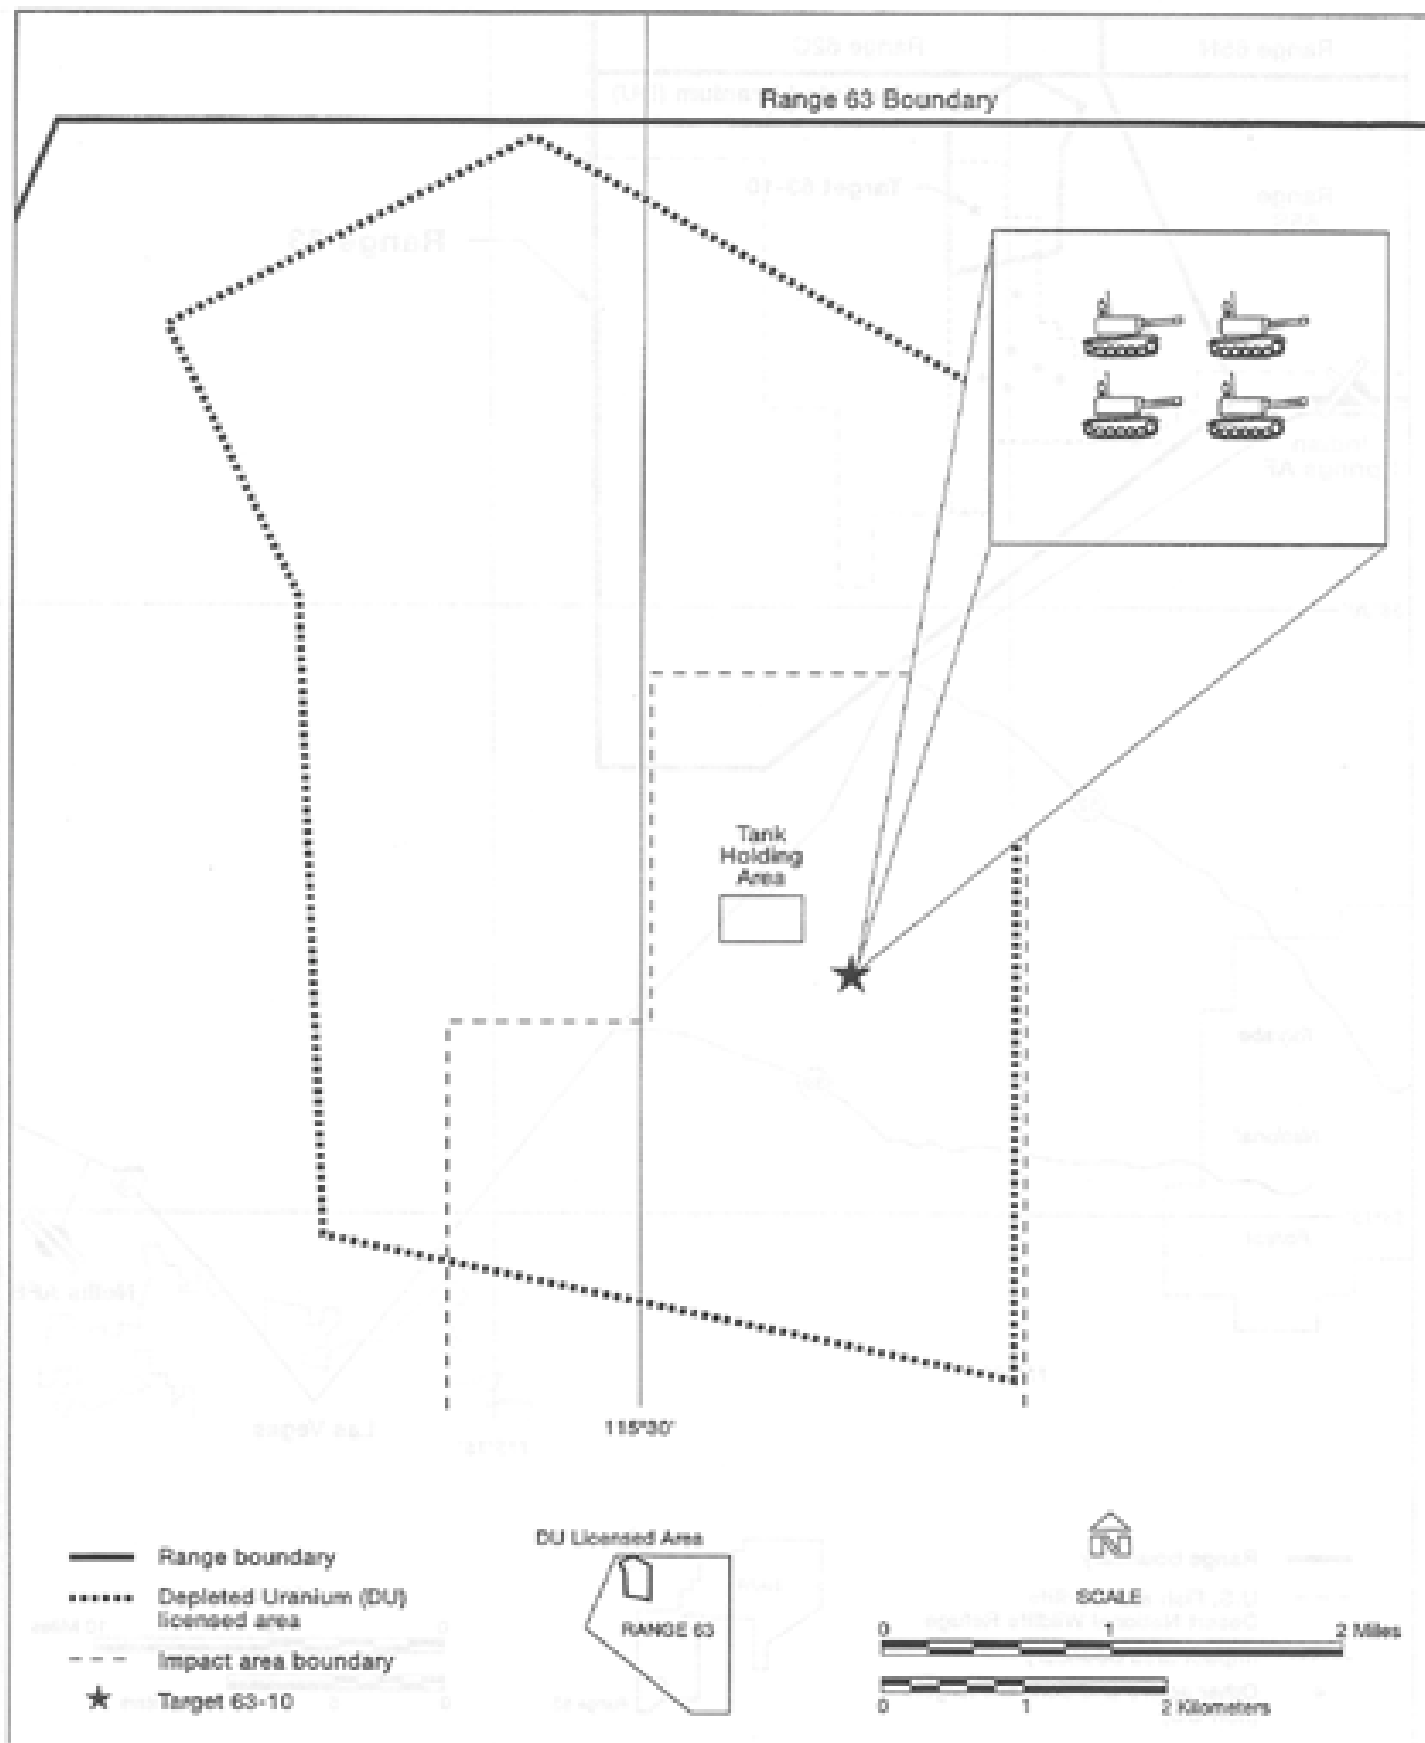 Range 63 Boundary
Tank
Holding
Area
115°30'
Range boundary
Depleted Uranium (DU)
licensed area
Impact area boundary
Target 63-10
DU Licensed Area
RANGE 63
N
SCALE
0 1 2 Miles
0 1 2 Kilometers